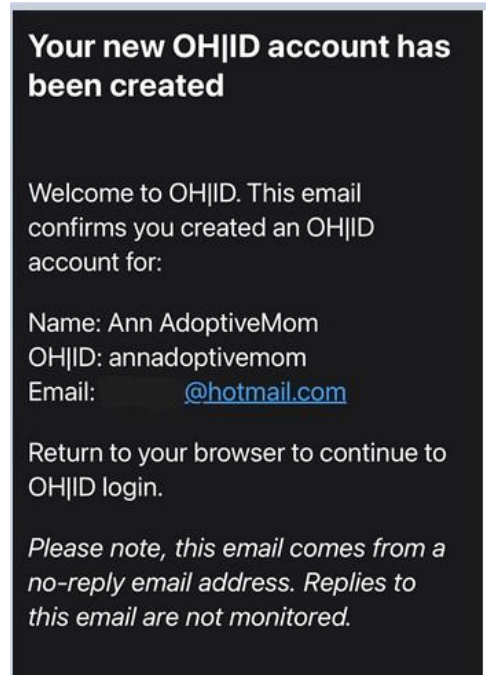 Your new OH|ID account has
been created
Welcome to OH|ID. This email
confirms you created an OH|ID
account for:
Name: Ann AdoptiveMom
OH|ID: annadoptivemom
Email: @hotmail.com
Return to your browser to continue to
OH|ID login.
Please note, this email comes from a
no-reply email address. Replies to
this email are not monitored.